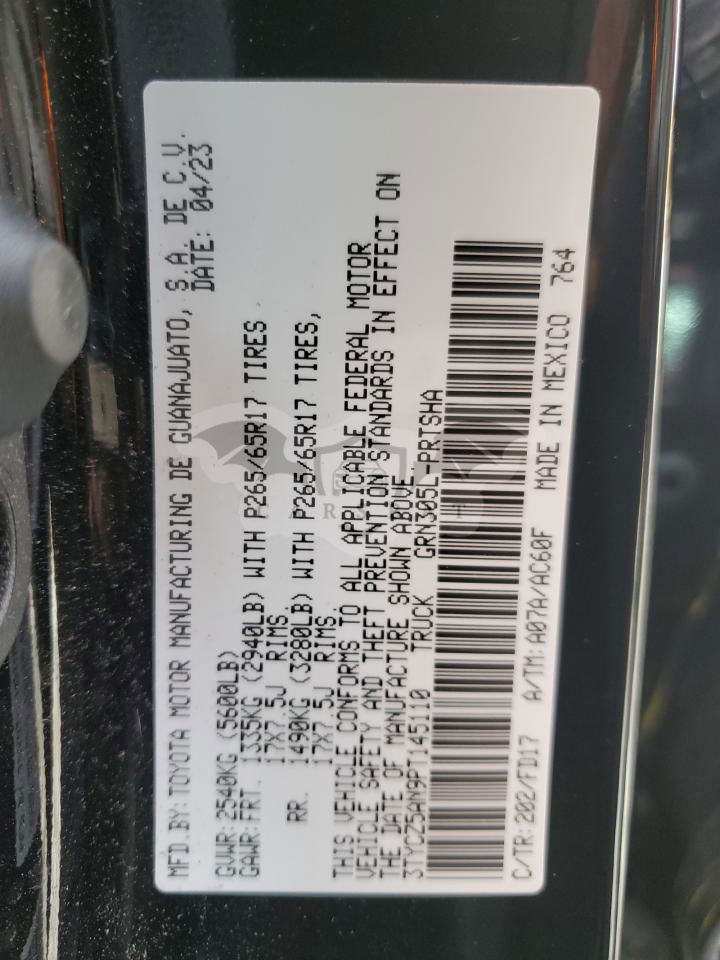 MFD.BY:TOYOTA MOTOR MANUFACTURING DE GUANAJUATO, S.A. DE C.V.
DATE: 04/23
GVWR:2540KG (5600LB)
GAWR:FRT. 1335KG (2940LB) WITH P265/65R17 TIRES
17X7.5J RIMS
RR. 1490KG (3280LB) WITH P265/65R17 TIRES,
17X7.5J RIMS.
THIS VEHICLE CONFORMS TO ALL APPLICABLE FEDERAL MOTOR
VEHICLE SAFETY AND THEFT PREVENTION STANDARDS IN EFFECT ON
THE DATE OF MANUFACTURE SHOWN ABOVE.
3TYCZ5AN9PT145110 TRUCK GRN305L-PRTSHA
C/TR:202/FD17 A/TM:A07A/AC60F MADE IN MEXICO 764